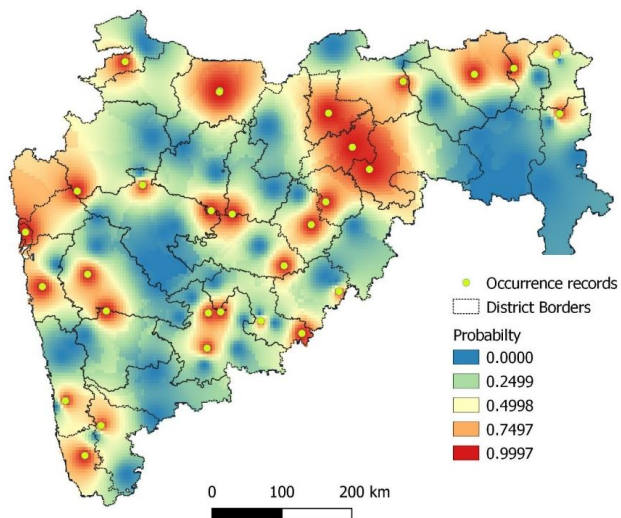 Occurrence records
District Borders
Probabilty
0.0000
0.2499
0.4998
0.7497
0.9997
0 100 200 km